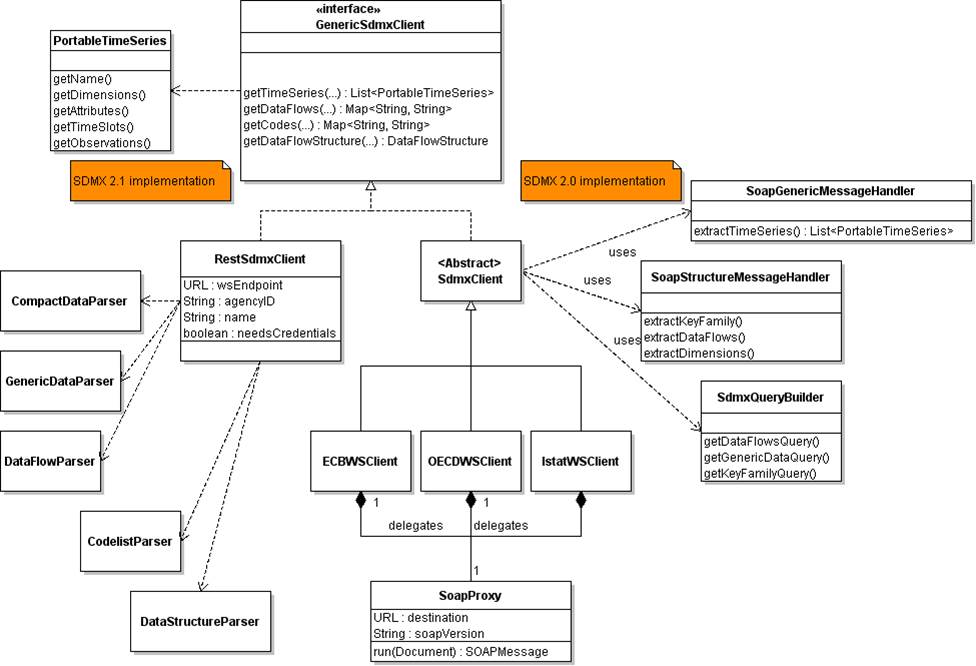 «interface»
GenericSdmxClient
getTimeSeries(...) : List<PortableTimeSeries>
getDataFlows(...) : Map<String, String>
getCodes(...) : Map<String, String>
getDataFlowStructure(...) : DataFlowStructure
PortableTimeSeries
getName()
getDimensions()
getAttributes()
getTimeSlots()
getObservations()
SDMX 2.1 implementation
SDMX 2.0 implementation
SoapGenericMessageHandler
extractTimeSeries() : List<PortableTimeSeries>
RestSdmxClient
URL : wsEndpoint
String : agencyID
String : name
boolean : needsCredentials
<Abstract>
SdmxClient
uses
uses
uses
SoapStructureMessageHandler
extractKeyFamily()
extractDataFlows()
extractDimensions()
CompactDataParser
GenericDataParser
DataFlowParser
CodelistParser
DataStructureParser
SdmxQueryBuilder
getDataFlowsQuery()
getGenericDataQuery()
getKeyFamilyQuery()
ECBWSClient
OECDWSClient
IstatWSClient
1
1
delegates
delegates
1
SoapProxy
URL : destination
String : soapVersion
run(Document) : SOAPMessage